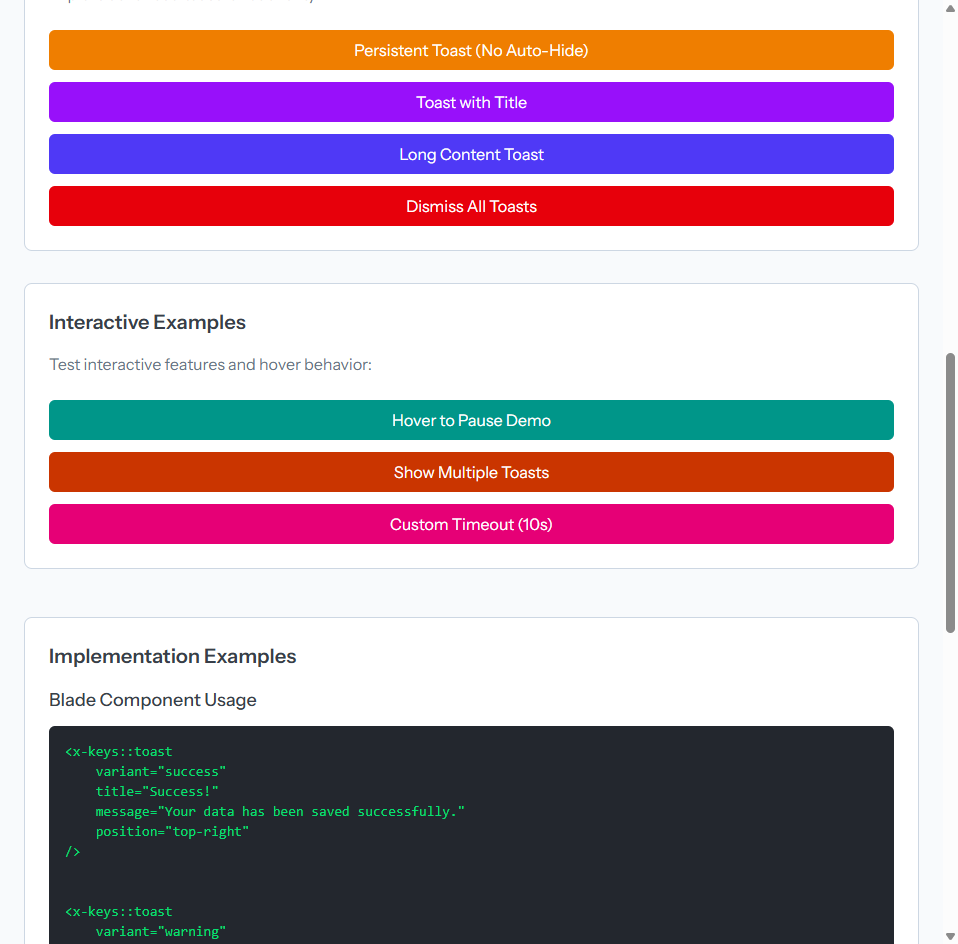 Persistent Toast (No Auto-Hide)
Toast with Title
Long Content Toast
Dismiss All Toasts
Interactive Examples
Test interactive features and hover behavior:
Hover to Pause Demo
Show Multiple Toasts
Custom Timeout (10s)
Implementation Examples
Blade Component Usage
<x-keys::toast
    variant="success"
    title="Success!"
    message="Your data has been saved successfully."
    position="top-right"
/>
<x-keys::toast
    variant="warning"